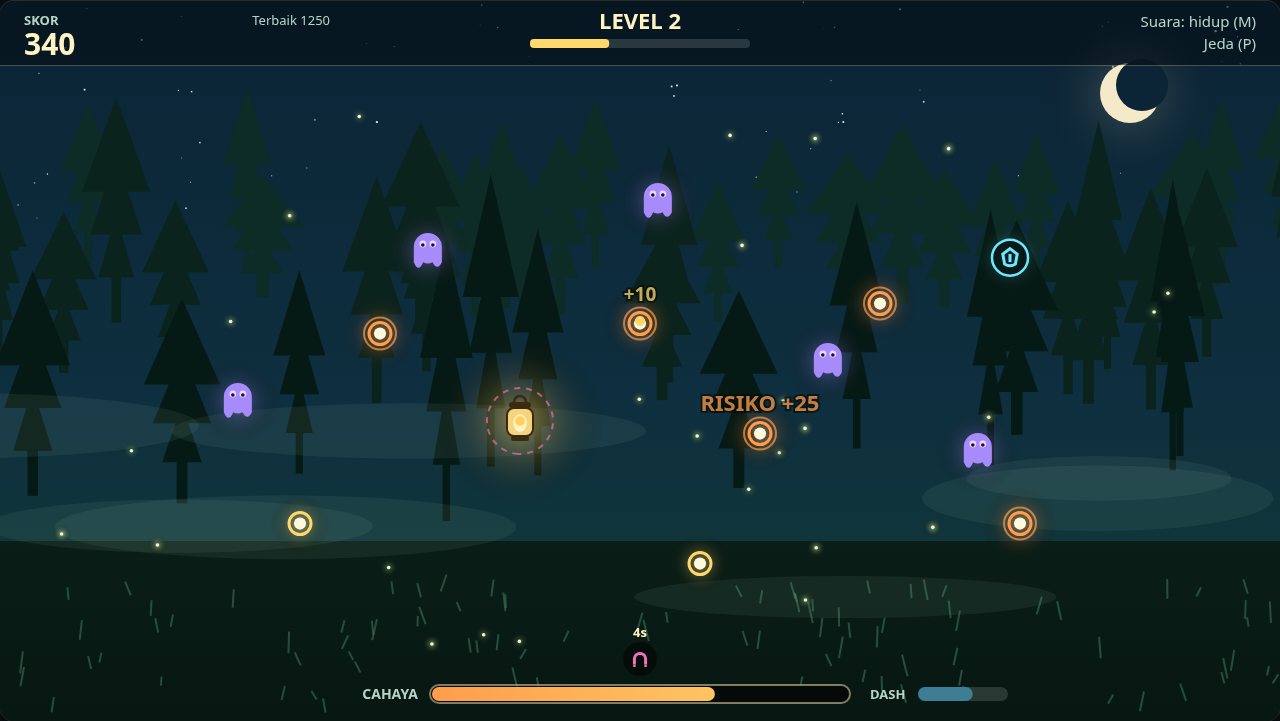 SKOR
340
Terbaik 1250
LEVEL 2
Suara: hidup (M)
Jeda (P)
+10
RISIKO +25
4s
CAHAYA
DASH